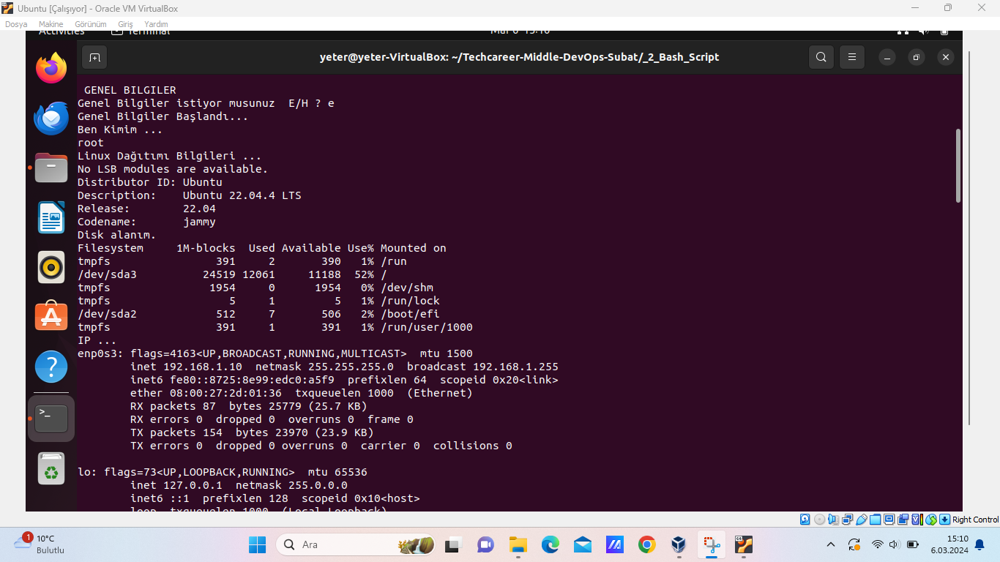 Ubuntu [Çalışıyor] - Oracle VM VirtualBox
Dosya Makine Görünüm Giriş Yardım
Activities Terminal Mar 6 15:10
yeter@yeter-VirtualBox: ~/Techcareer-Middle-DevOps-Subat/_2_Bash_Script
GENEL BILGILER
Genel Bilgiler istiyor musunuz  E/H ? e
Genel Bilgiler Başlandı...
Ben Kimim ...
root
Linux Dağıtımı Bilgileri ...
No LSB modules are available.
Distributor ID: Ubuntu
Description:    Ubuntu 22.04.4 LTS
Release:        22.04
Codename:       jammy
Disk alanım.
Filesystem     1M-blocks  Used Available Use% Mounted on
tmpfs                391     2       390   1% /run
/dev/sda3          24519 12061     11188  52% /
tmpfs               1954     0      1954   0% /dev/shm
tmpfs                  5     1         5   1% /run/lock
/dev/sda2            512     7       506   2% /boot/efi
tmpfs                391     1       391   1% /run/user/1000
IP ...
enp0s3: flags=4163<UP,BROADCAST,RUNNING,MULTICAST>  mtu 1500
        inet 192.168.1.10  netmask 255.255.255.0  broadcast 192.168.1.255
        inet6 fe80::8725:8e99:edc0:a5f9  prefixlen 64  scopeid 0x20<link>
        ether 08:00:27:2d:01:36  txqueuelen 1000  (Ethernet)
        RX packets 87  bytes 25779 (25.7 KB)
        RX errors 0  dropped 0  overruns 0  frame 0
        TX packets 154  bytes 23970 (23.9 KB)
        TX errors 0  dropped 0 overruns 0  carrier 0  collisions 0
lo: flags=73<UP,LOOPBACK,RUNNING>  mtu 65536
        inet 127.0.0.1  netmask 255.0.0.0
        inet6 ::1  prefixlen 128  scopeid 0x10<host>
        loop  txqueuelen 1000  (Local Loopback)
Right Control
1
10°C
Bulutlu
Ara
15:10
6.03.2024